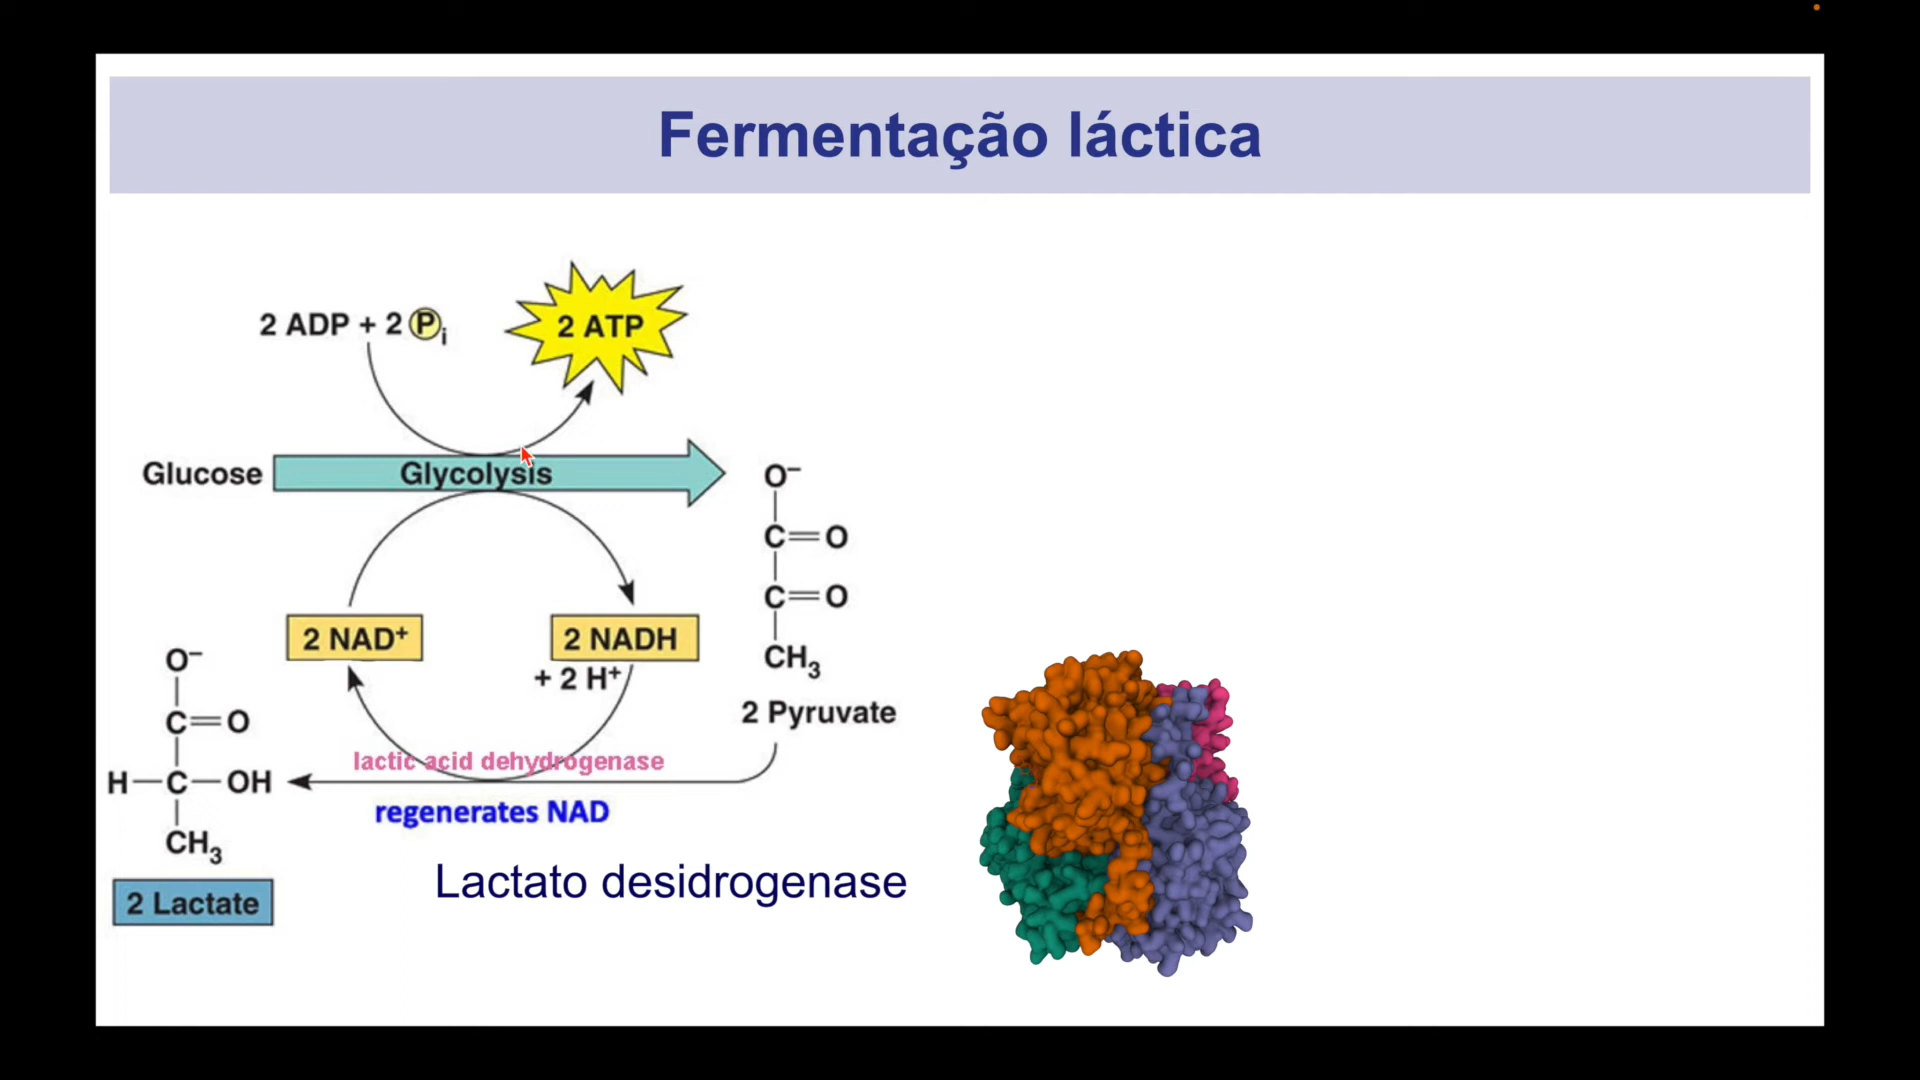 Fermentação láctica
2 ADP + 2 Pi
2 ATP
Glucose
Glycolysis
O⁻
C=O
C=O
CH₃
2 Pyruvate
2 NAD⁺
2 NADH
+ 2 H⁺
O⁻
C=O
H—C—OH
CH₃
2 Lactate
lactic acid dehydrogenase
regenerates NAD
Lactato desidrogenase